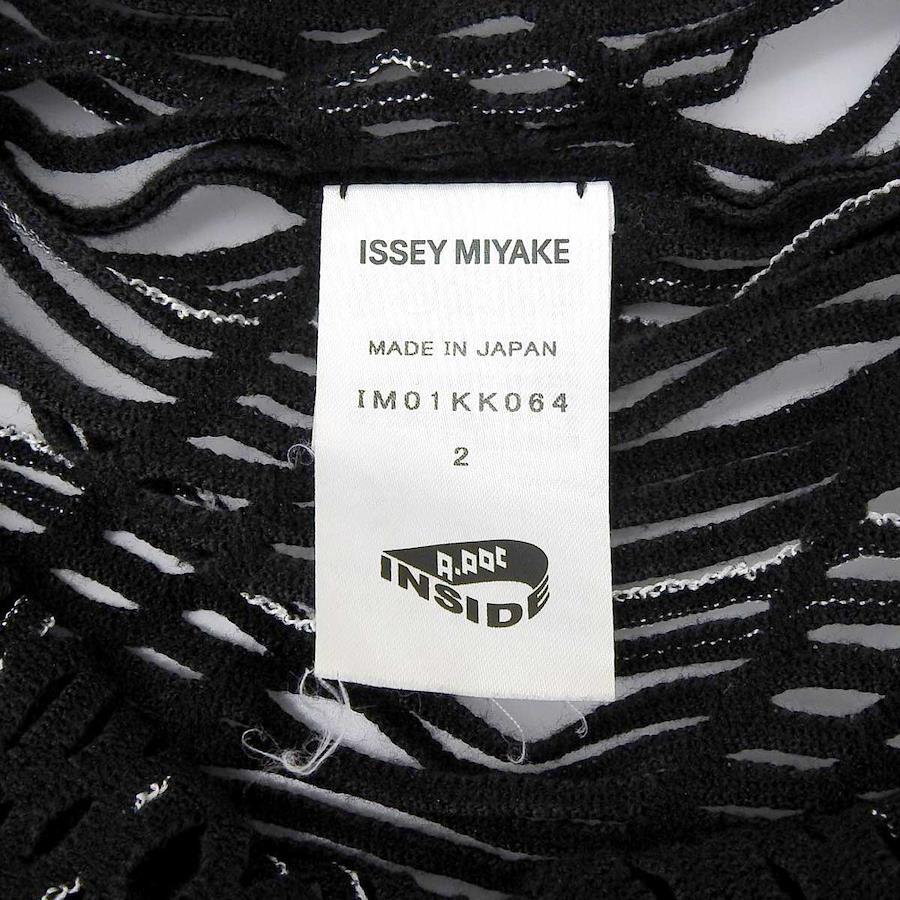 ISSEY MIYAKE
MADE IN JAPAN
IM01KK064
2
A.POC
INSIDE